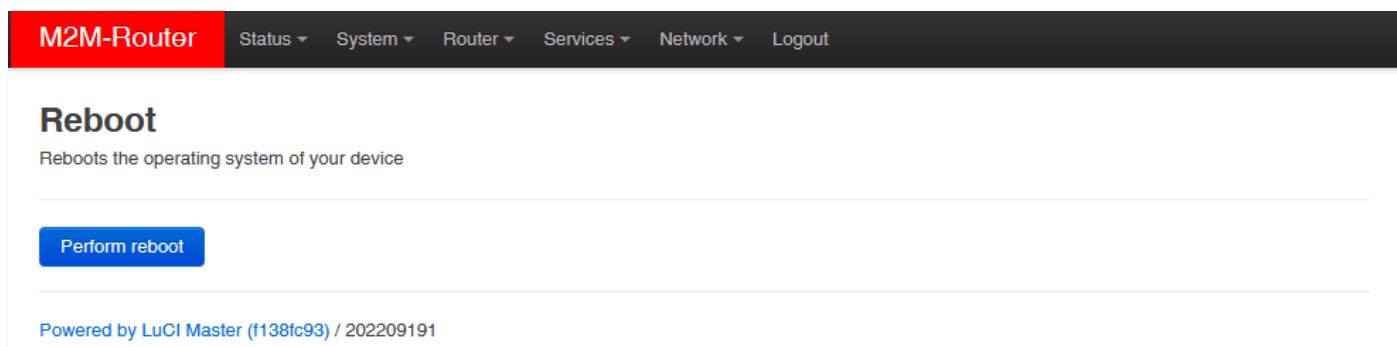 M2M-Router Status System Router Services Network Logout
Reboot
Reboots the operating system of your device
Perform reboot
Powered by LuCI Master (f138fc93) / 202209191